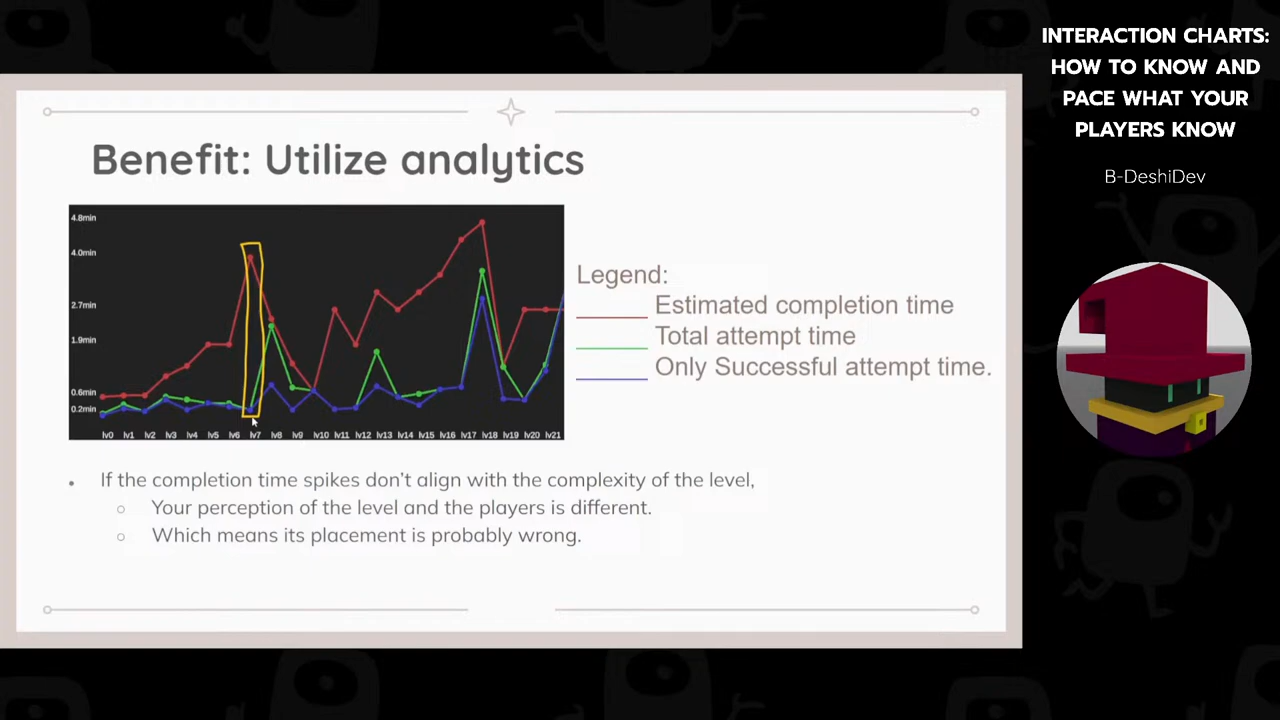 INTERACTION CHARTS:
HOW TO KNOW AND
PACE WHAT YOUR
PLAYERS KNOW
B-DeshiDev
Benefit: Utilize analytics
4.8min
4.0min
2.7min
1.9min
0.6min
0.2min
lv0 lv1 lv2 lv3 lv4 lv5 lv6 lv7 lv8 lv9 lv10 lv11 lv12 lv13 lv14 lv15 lv16 lv17 lv18 lv19 lv20 lv21
Legend:
Estimated completion time
Total attempt time
Only Successful attempt time.
• If the completion time spikes don't align with the complexity of the level,
○ Your perception of the level and the players is different.
○ Which means its placement is probably wrong.